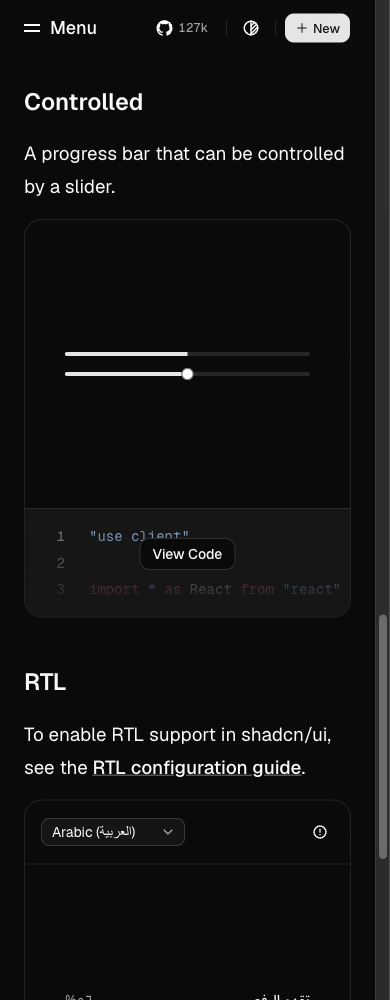 Menu
127k
+ New
Controlled
A progress bar that can be controlled
by a slider.
1 "use client"
View Code
2
3 import * as React from "react"
RTL
To enable RTL support in shadcn/ui,
see the RTL configuration guide.
Arabic (العربية)